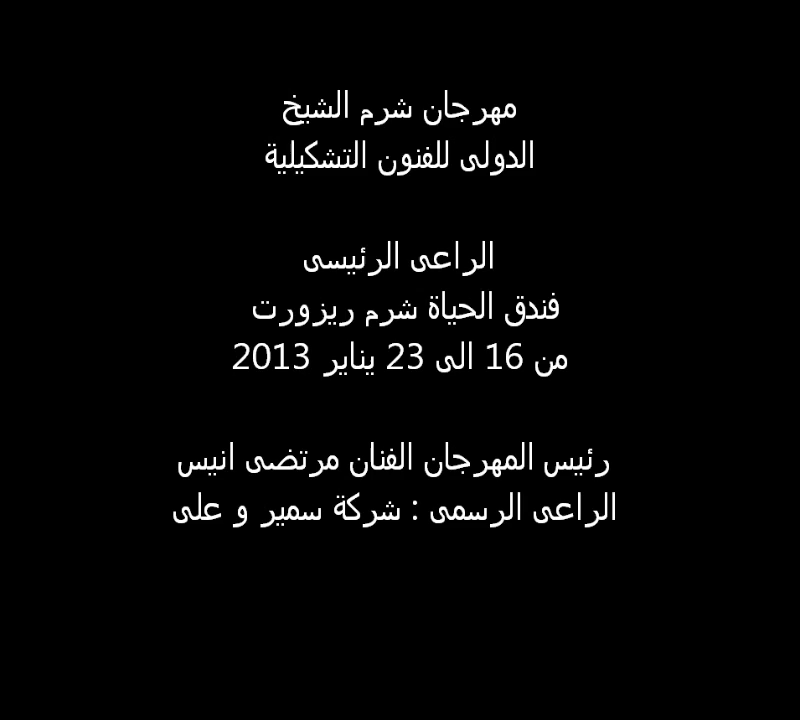 مهرجان شرم الشيخ
الدولى للفنون التشكيلية
الراعى الرئيسى
فندق الحياة شرم ريزورت
من 16 الى 23 يناير 2013
رئيس المهرجان الفنان مرتضى انيس
الراعى الرسمى : شركة سمير و على